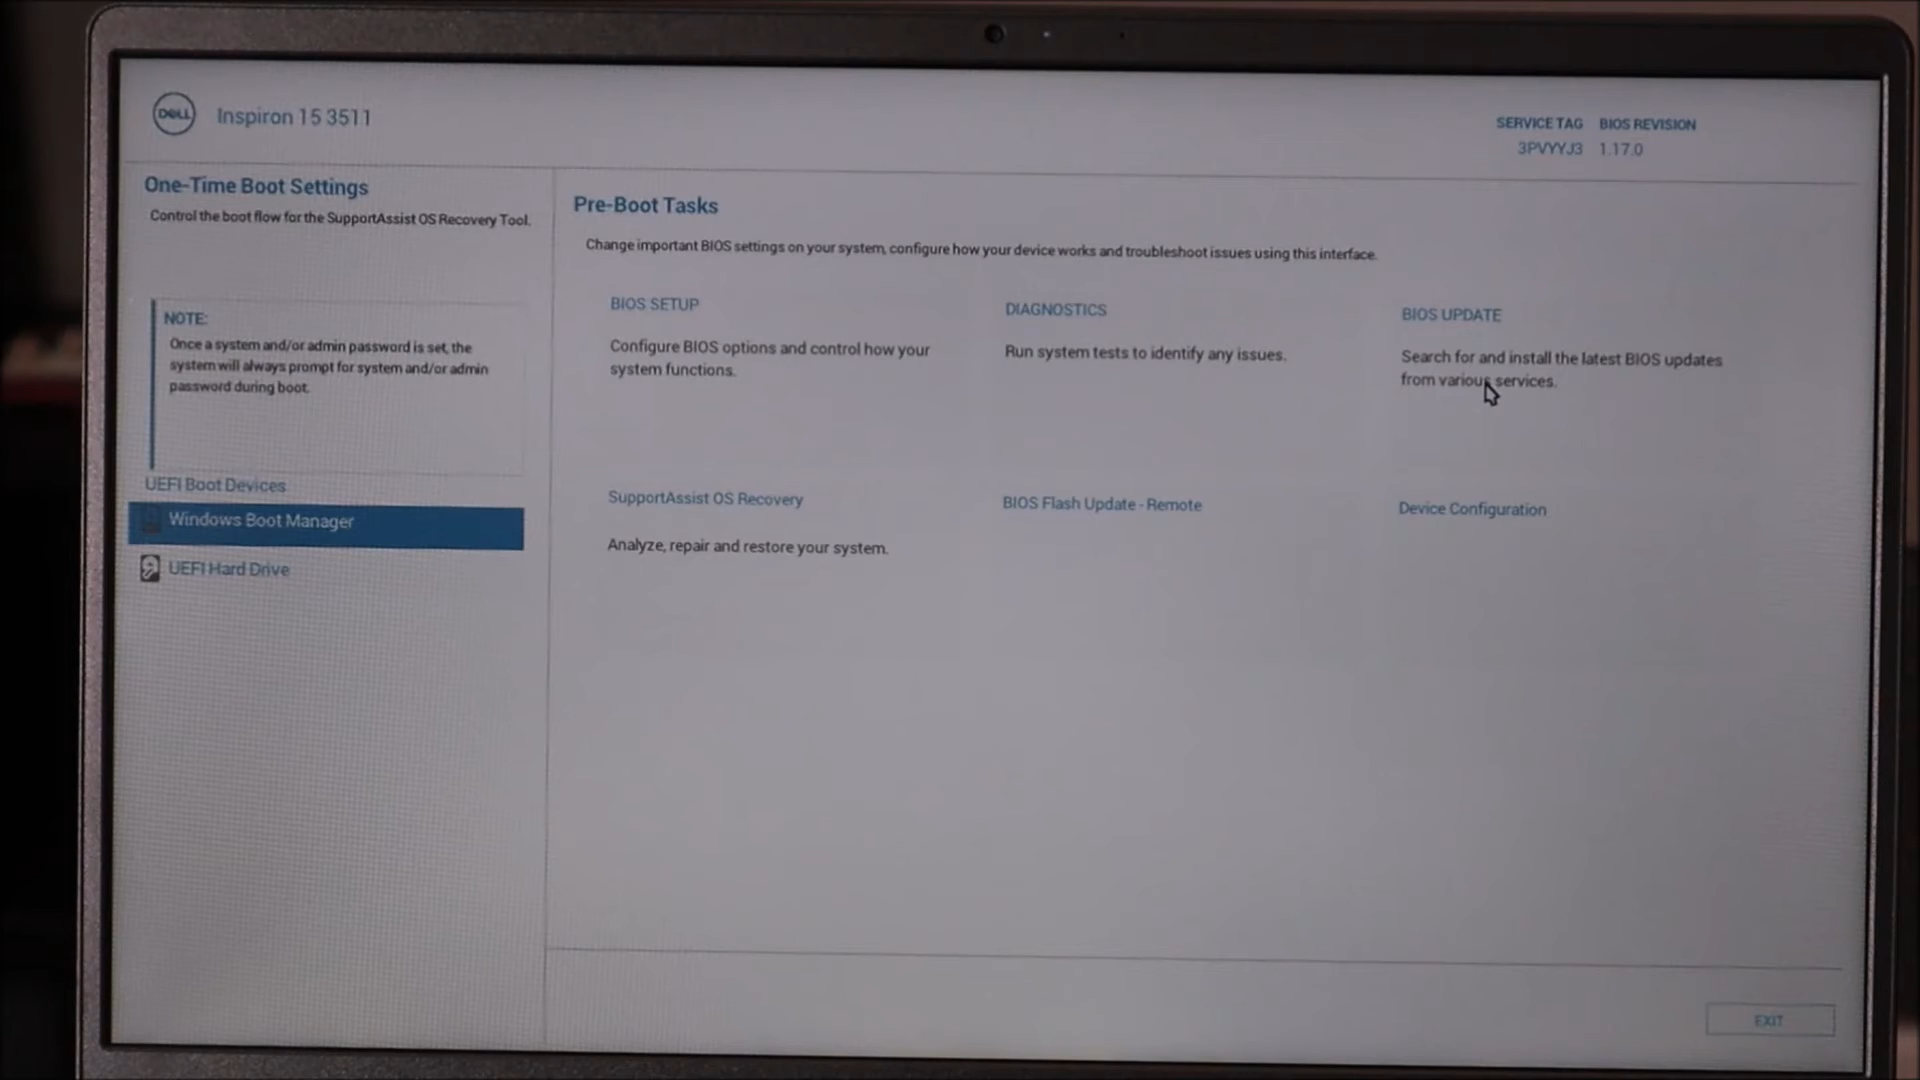 DELL
Inspiron 15 3511
SERVICE TAG BIOS REVISION
3PVYYJ3 1.17.0
One-Time Boot Settings
Control the boot flow for the SupportAssist OS Recovery Tool.
NOTE:
Once a system and/or admin password is set, the
system will always prompt for system and/or admin
password during boot.
UEFI Boot Devices
Windows Boot Manager
UEFI Hard Drive
Pre-Boot Tasks
Change important BIOS settings on your system, configure how your device works and troubleshoot issues using this interface.
BIOS SETUP
Configure BIOS options and control how your
system functions.
DIAGNOSTICS
Run system tests to identify any issues.
BIOS UPDATE
Search for and install the latest BIOS updates
from various services.
SupportAssist OS Recovery
Analyze, repair and restore your system.
BIOS Flash Update - Remote
Device Configuration
EXIT